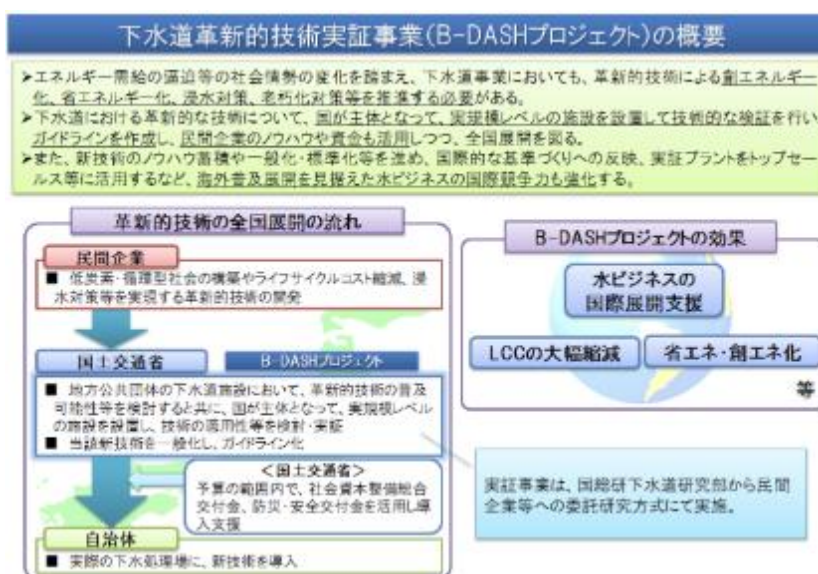 下水道革新的技術実証事業(B-DASHプロジェクト)の概要
➤エネルギー需給の逼迫等の社会情勢の変化を踏まえ、下水道事業においても、革新的技術による創エネルギー
化、省エネルギー化、浸水対策、老朽化対策等を推進する必要がある。
➤下水道における革新的な技術について、国が主体となって、実規模レベルの施設を設置して技術的な検証を行い
ガイドラインを作成し、民間企業のノウハウや資金も活用しつつ、全国展開を図る。
➤また、新技術のノウハウ蓄積や一般化・標準化等を進め、国際的な基準づくりへの反映、実証プラントをトップセー
ルス等に活用するなど、海外普及展開を見据えた水ビジネスの国際競争力も強化する。
革新的技術の全国展開の流れ
民間企業
■ 低炭素・循環型社会の構築やライフサイクルコスト縮減、浸
水対策等を実現する革新的技術の開発
国土交通省
B-DASHプロジェクト
■ 地方公共団体の下水道施設において、革新的技術の普及
可能性等を検討すると共に、国が主体となって、実規模レベル
の施設を設置し、技術の適用性等を検討・実証
■ 当該新技術を一般化し、ガイドライン化
<国土交通省>
予算の範囲内で、社会資本整備総合
交付金、防災・安全交付金を活用し導
入支援
自治体
■ 実際の下水処理場に、新技術を導入
B-DASHプロジェクトの効果
水ビジネスの
国際展開支援
LCCの大幅縮減
省エネ・創エネ化
等
実証事業は、国総研下水道研究部から民間
企業等への委託研究方式にて実施。